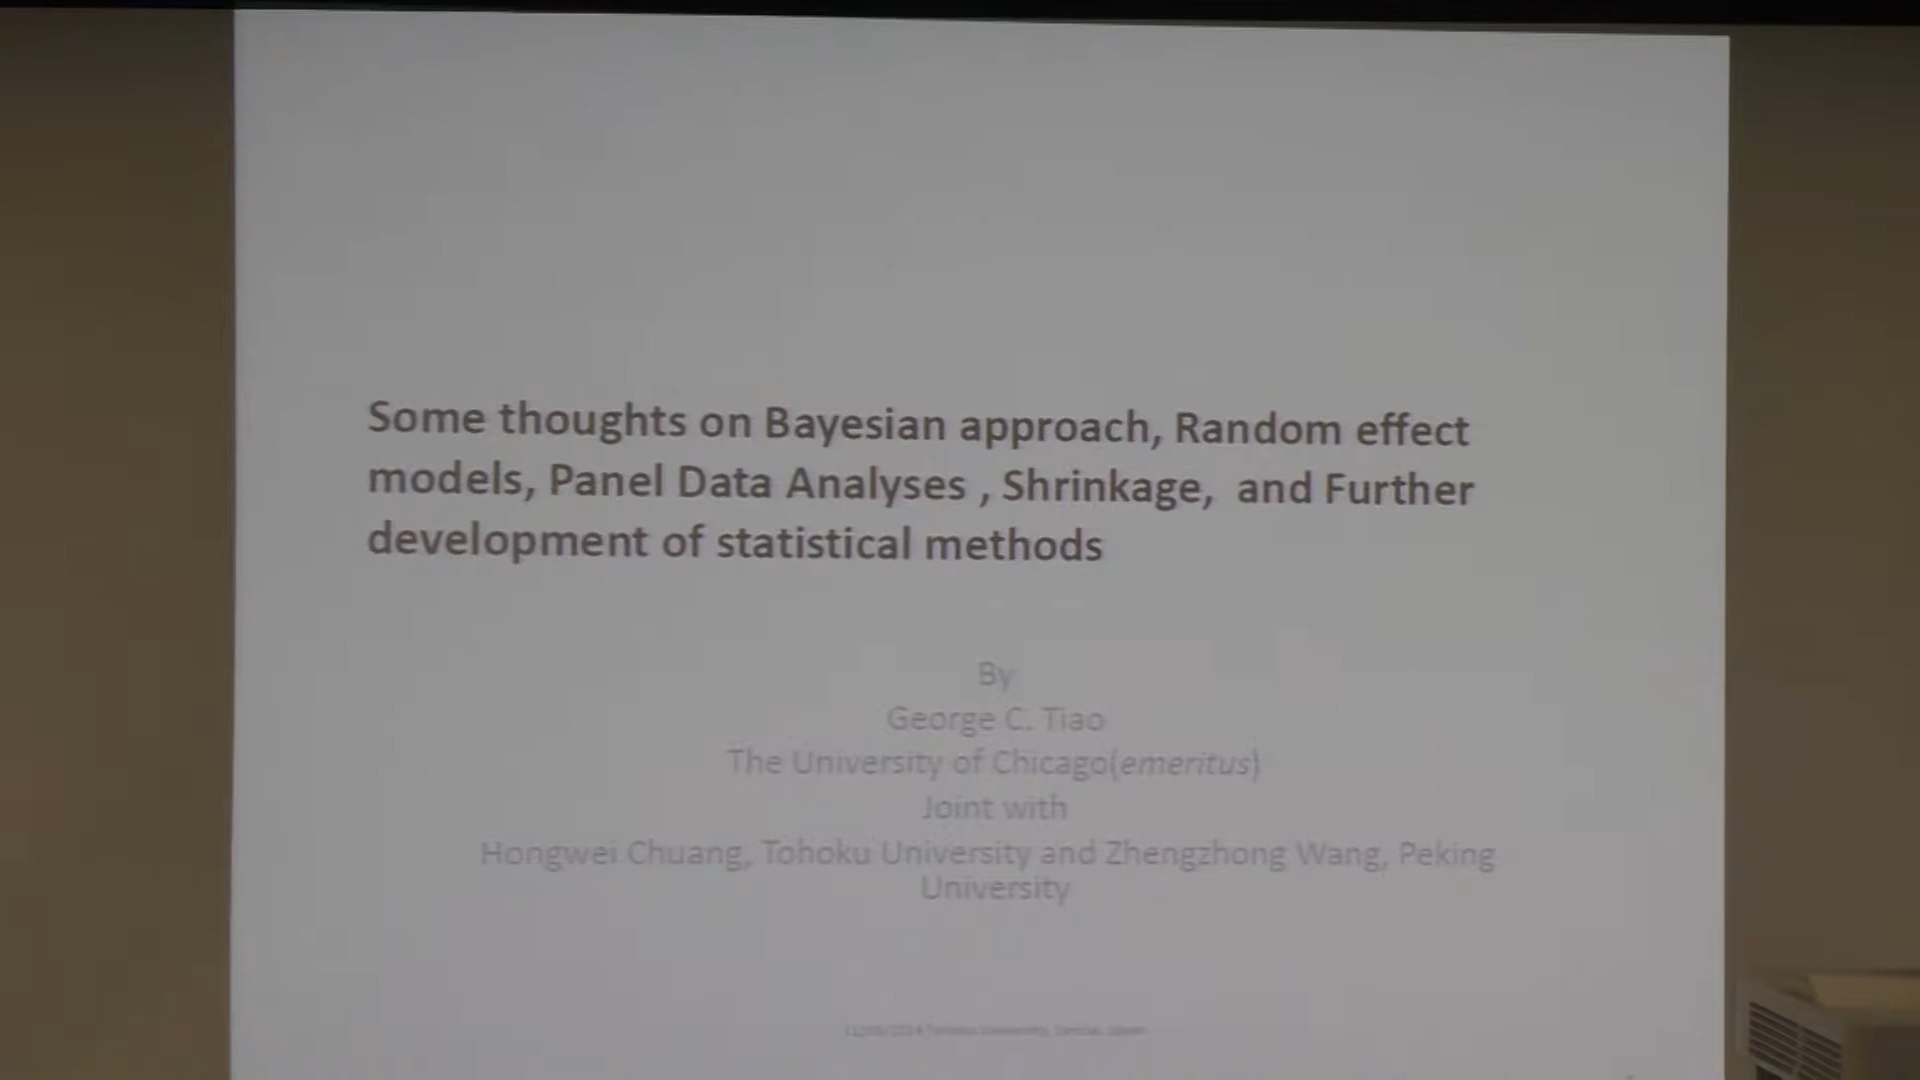 Some thoughts on Bayesian approach, Random effect
models, Panel Data Analyses , Shrinkage, and Further
development of statistical methods
By
George C. Tiao
The University of Chicago(emeritus)
Joint with
Hongwei Chuang, Tohoku University and Zhengzhong Wang, Peking
University